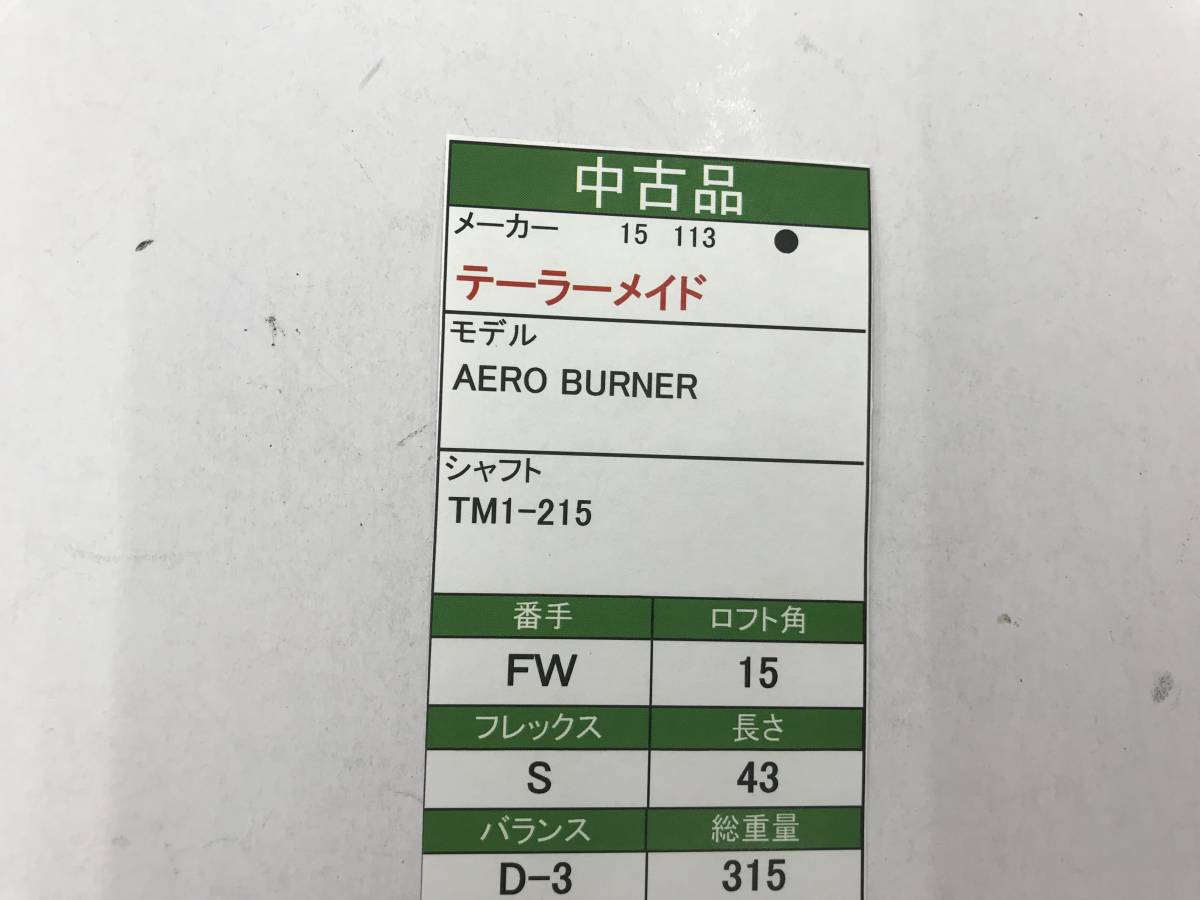 中古品
メーカー 15 113 ●
テーラーメイド
モデル
AERO BURNER
シャフト
TM1-215
番手 ロフト角
FW 15
フレックス 長さ
S 43
バランス 総重量
D-3 315